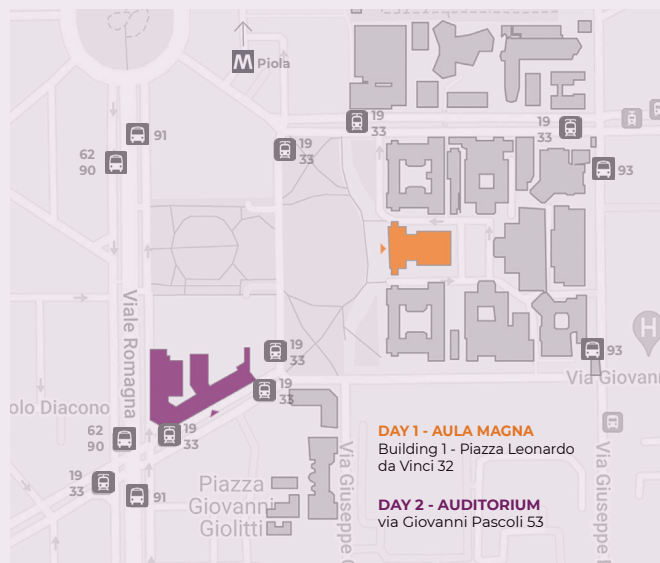 M Piola
19
33
19
33
19
33
91
62
90
93
Viale Romagna
H
19
33
93
Via Giovan
19
33
olo Diacono
62
90
19
33
DAY 1 - AULA MAGNA
Building 1 - Piazza Leonardo
da Vinci 32
19
33
Piazza
Giovanni
Giolitti
91
Via Giuseppe
Via Giuseppe
DAY 2 - AUDITORIUM
via Giovanni Pascoli 53